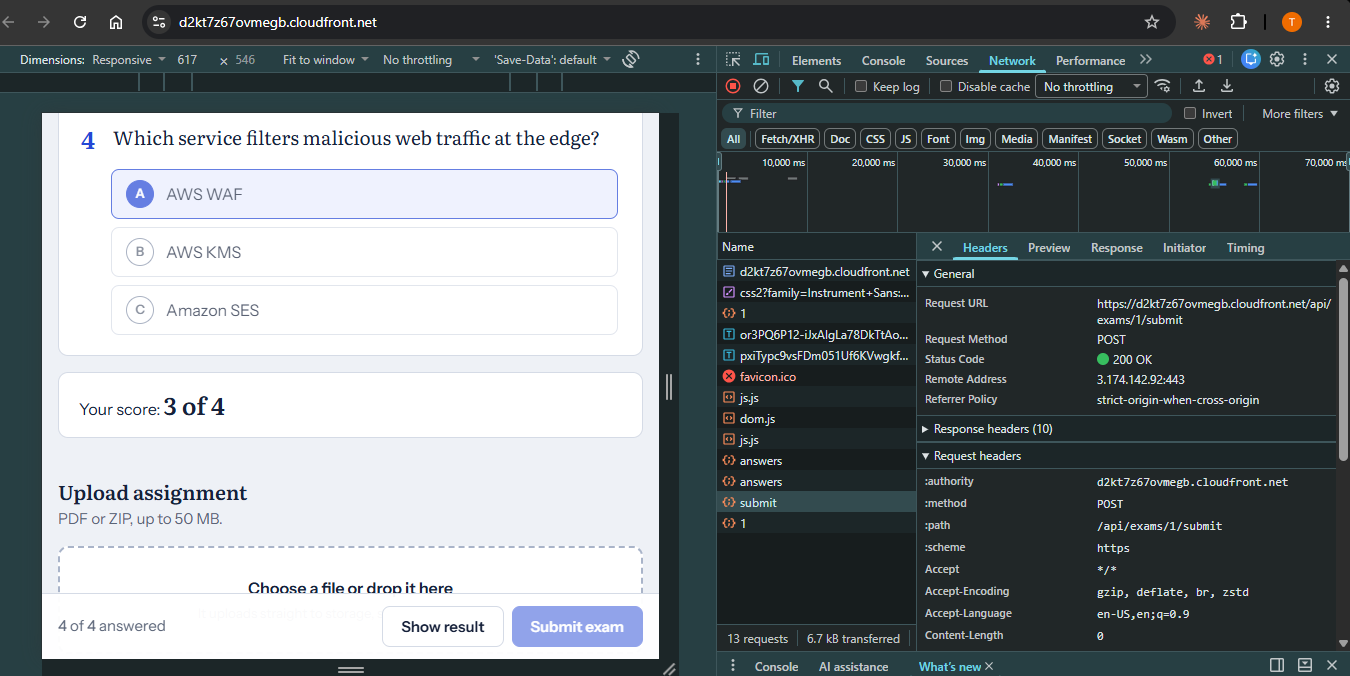 d2kt7z67ovmegb.cloudfront.net
T
Dimensions: Responsive 617 × 546 Fit to window No throttling 'Save-Data': default
Elements Console Sources Network Performance 1
Keep log Disable cache No throttling
Filter Invert More filters
All Fetch/XHR Doc CSS JS Font Img Media Manifest Socket Wasm Other
10,000 ms 20,000 ms 30,000 ms 40,000 ms 50,000 ms 60,000 ms 70,000 ms
4 Which service filters malicious web traffic at the edge?
A AWS WAF
B AWS KMS
C Amazon SES
Your score: 3 of 4
Upload assignment
PDF or ZIP, up to 50 MB.
Choose a file or drop it here
4 of 4 answered Show result Submit exam
Name
d2kt7z67ovmegb.cloudfront.net
css2?family=Instrument+Sans:...
1
or3PQ6P12-iJxAIgLa78DkTtAo...
pxiTypc9vsFDm051Uf6KVwgkf...
favicon.ico
js.js
dom.js
js.js
answers
answers
submit
1
13 requests 6.7 kB transferred
Headers Preview Response Initiator Timing
General
Request URL https://d2kt7z67ovmegb.cloudfront.net/api/
exams/1/submit
Request Method POST
Status Code 200 OK
Remote Address 3.174.142.92:443
Referrer Policy strict-origin-when-cross-origin
Response headers (10)
Request headers
:authority d2kt7z67ovmegb.cloudfront.net
:method POST
:path /api/exams/1/submit
:scheme https
Accept */*
Accept-Encoding gzip, deflate, br, zstd
Accept-Language en-US,en;q=0.9
Content-Length 0
Console AI assistance What's new